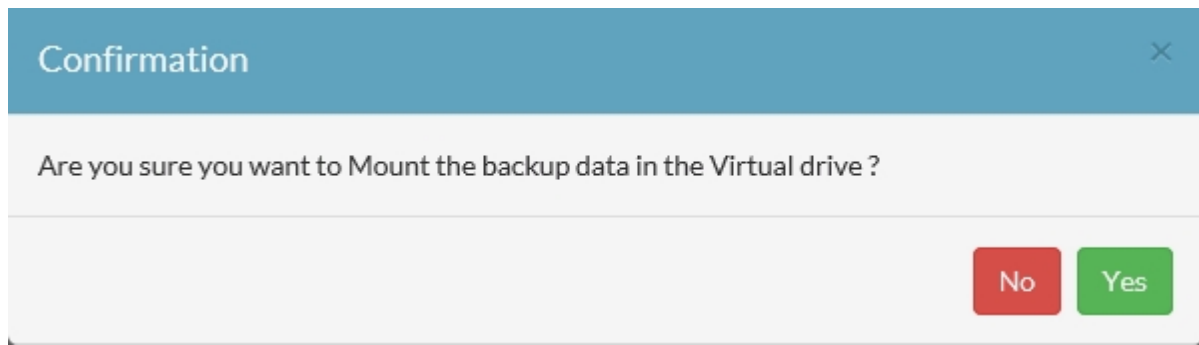 Confirmation
×
Are you sure you want to Mount the backup data in the Virtual drive ?
No Yes